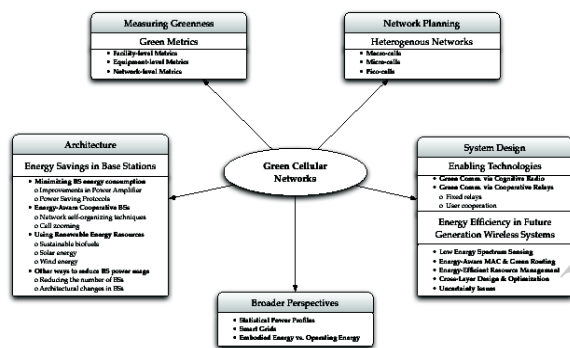 Measuring Greenness
Green Metrics
• Facility-level Metrics
• Equipment-level Metrics
• Network-level Metrics
Network Planning
Heterogenous Networks
• Macro-cells
• Micro-cells
• Pico-cells
Architecture
Energy Savings in Base Stations
• Minimizing BS energy consumption
o Improvements in Power Amplifier
o Power Saving Protocols
• Energy-Aware Cooperative BSs
o Network self-organizing techniques
o Cell zooming
• Using Renewable Energy Resources
o Sustainable biofuels
o Solar energy
o Wind energy
• Other ways to reduce BS power usage
o Reducing the number of BSs
o Architectural changes in BSs
Green Cellular
Networks
System Design
Enabling Technologies
• Green Comm. via Cognitive Radio
• Green Comm. via Cooperative Relays
o Fixed relays
o User cooperation
Energy Efficiency in Future
Generation Wireless Systems
• Low Energy Spectrum Sensing
• Energy-Aware MAC & Green Routing
• Energy-Efficient Resource Management
• Cross-Layer Design & Optimization
• Uncertainty Issues
Broader Perspectives
• Statistical Power Profiles
• Smart Grids
• Embodied Energy vs. Operating Energy